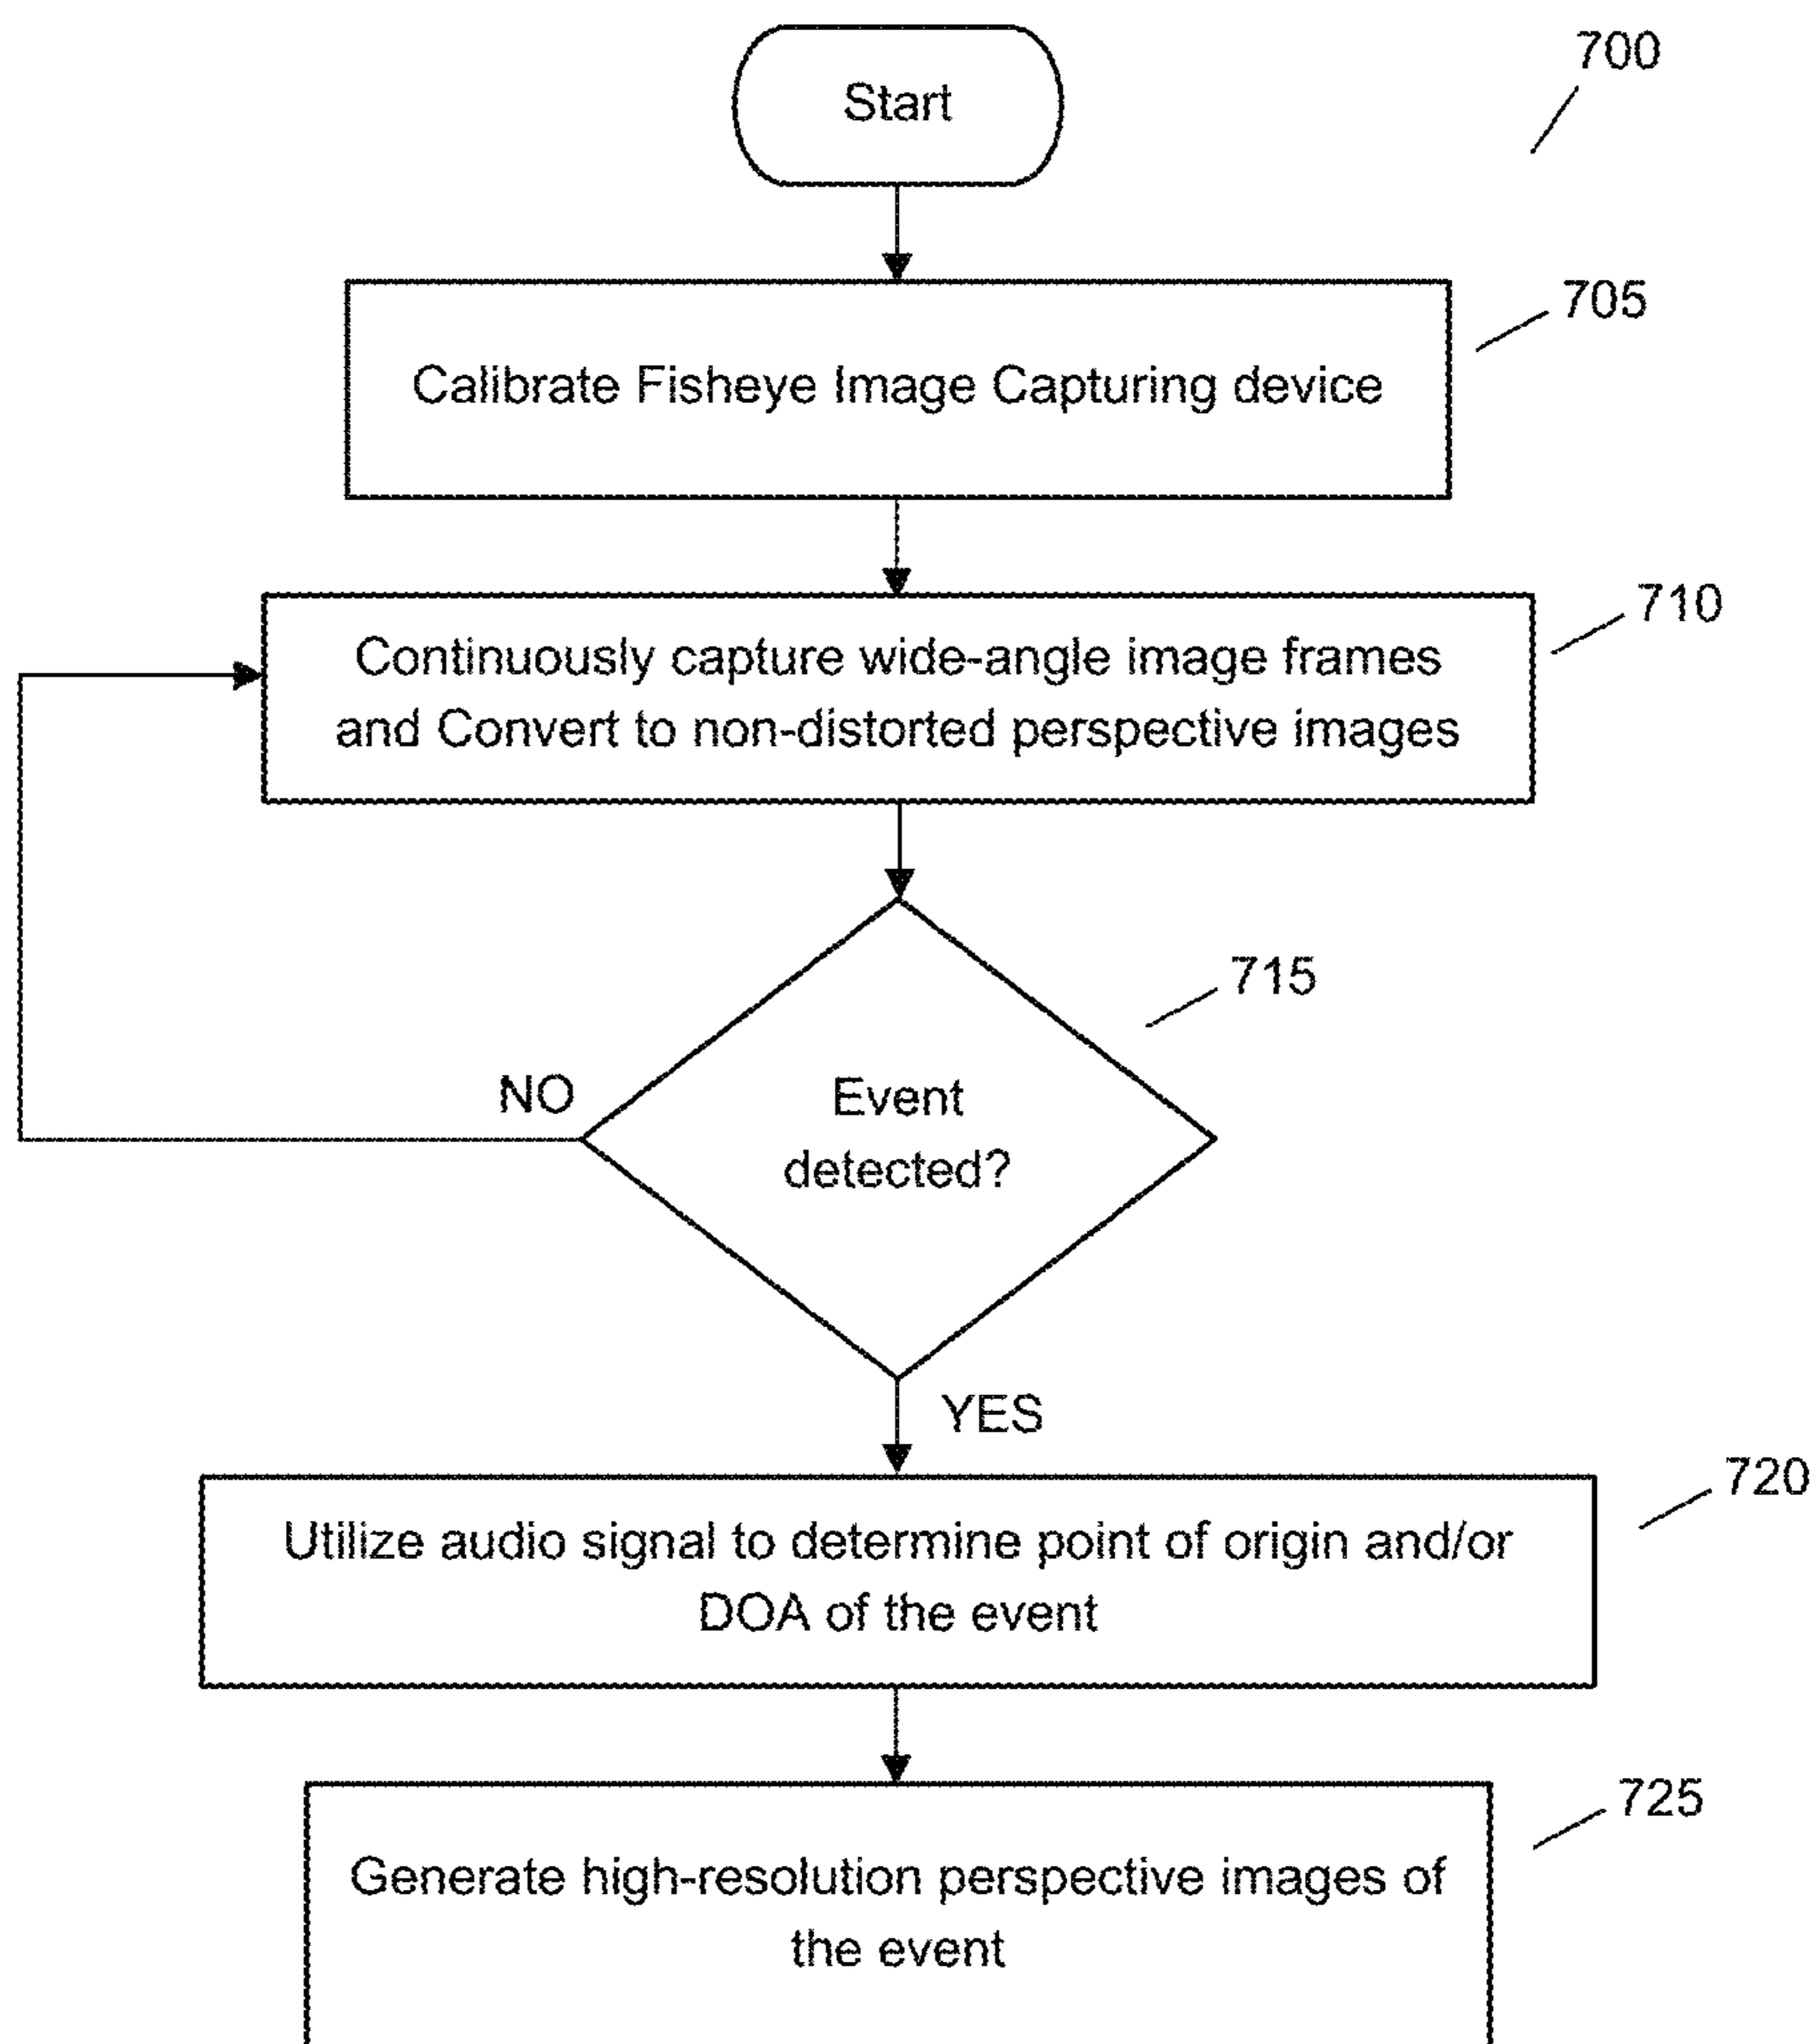 700
Start
705
Calibrate Fisheye Image Capturing device
710
Continuously capture wide-angle image frames
and Convert to non-distorted perspective images
715
NO
Event
detected?
YES
720
Utilize audio signal to determine point of origin and/or
DOA of the event
725
Generate high-resolution perspective images of
the event